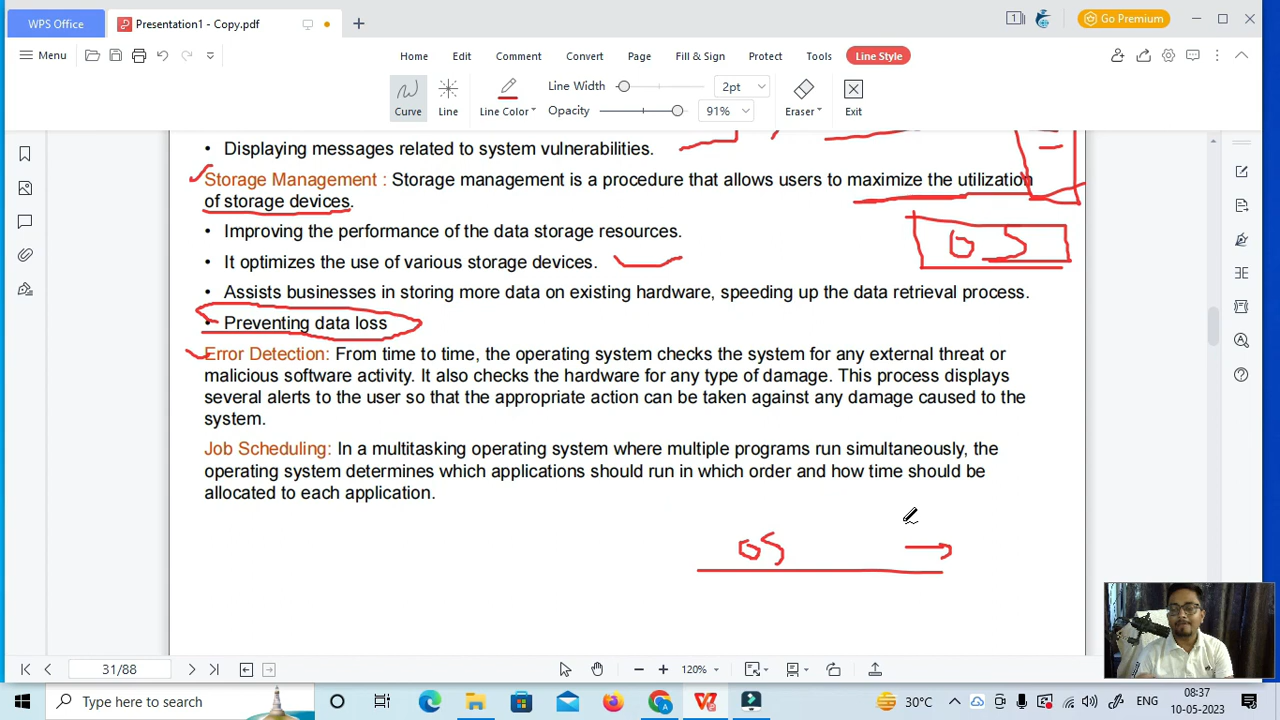 WPS Office
Presentation1 - Copy.pdf
1
Go Premium
Menu
Home Edit Comment Convert Page Fill & Sign Protect Tools Line Style
Curve
Line
Line Color
Line Width
2pt
Opacity
91%
Eraser
Exit
• Displaying messages related to system vulnerabilities.
Storage Management : Storage management is a procedure that allows users to maximize the utilization
of storage devices.
• Improving the performance of the data storage resources.
OS
• It optimizes the use of various storage devices.
• Assists businesses in storing more data on existing hardware, speeding up the data retrieval process.
• Preventing data loss
Error Detection: From time to time, the operating system checks the system for any external threat or
malicious software activity. It also checks the hardware for any type of damage. This process displays
several alerts to the user so that the appropriate action can be taken against any damage caused to the
system.
Job Scheduling: In a multitasking operating system where multiple programs run simultaneously, the
operating system determines which applications should run in which order and how time should be
allocated to each application.
OS
31/88
120%
Type here to search
30°C
ENG
08:37
10-05-2023